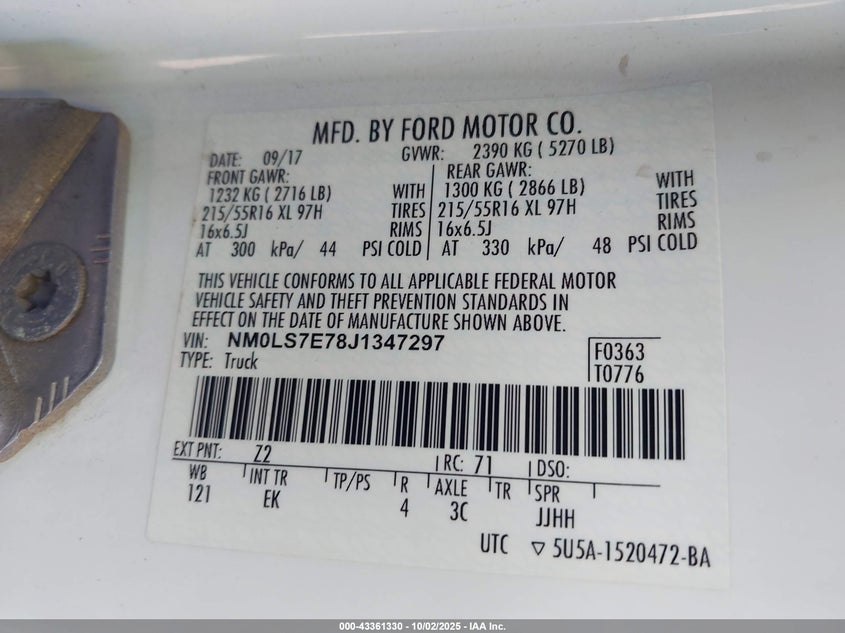 MFD. BY FORD MOTOR CO.
DATE: 09/17 GVWR: 2390 KG ( 5270 LB)
FRONT GAWR: REAR GAWR:
1232 KG ( 2716 LB) WITH 1300 KG ( 2866 LB) WITH
215/55R16 XL 97H TIRES 215/55R16 XL 97H TIRES
16x6.5J RIMS 16x6.5J RIMS
AT 300 kPa/ 44 PSI COLD AT 330 kPa/ 48 PSI COLD
THIS VEHICLE CONFORMS TO ALL APPLICABLE FEDERAL MOTOR
VEHICLE SAFETY AND THEFT PREVENTION STANDARDS IN
EFFECT ON THE DATE OF MANUFACTURE SHOWN ABOVE.
VIN: NM0LS7E78J1347297
TYPE: Truck
F0363
T0776
EXT PNT: Z2 RC: 71 DSO:
WB INT TR TP/PS R AXLE TR SPR
121 EK 4 3C JJHH
UTC ▽ 5U5A-1520472-BA
000-43361330 - 10/02/2025 - IAA Inc.